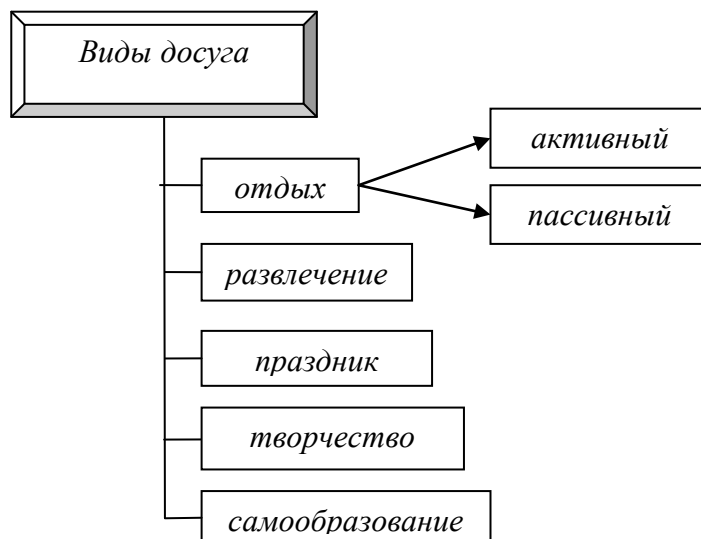 Виды досуга
активный
отдых
пассивный
развлечение
праздник
творчество
самообразование